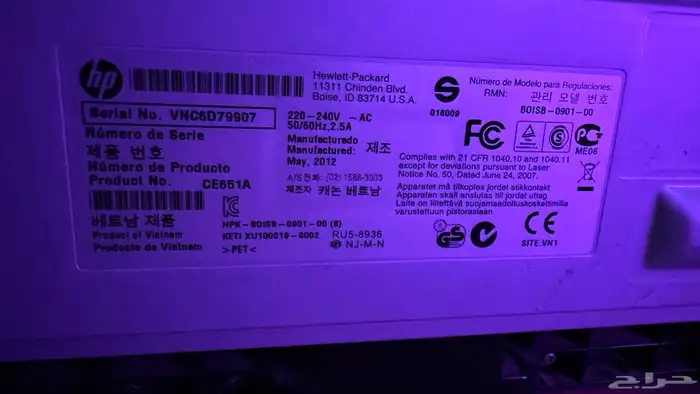 hp
Hewlett-Packard
11311 Chinden Blvd.
Boise, ID 83714 U.S.A.
Serial No. VNC6D79907
Número de Serie
제품 번호
Número de Producto
Product No. CE651A
베트남 제품
Product of Vietnam
Producto de Vietnam
220-240V ~ AC
50/60Hz, 2.5A
Manufacturado
Manufactured: 제조
May, 2012
A/S전화: (02) 1588-3003
제조자 캐논 베트남
HPK-BOISB-0901-00 (B)
KETI XU100019-9002 RU5-8936
>PET< NJ-M-N
S
016009
Número de Modelo para Regulaciones:
RMN: 관리 모델 번호
BOISB-0901-00
FC
ME06
Complies with 21 CFR 1040.10 and 1040.11
except for deviations pursuant to Laser
Notice No. 50, Dated June 24, 2007.
Apparatet må tilkoples jordet stikkontakt
Apparaten skall anslutas till jordat uttag
Laite on liitettävä suojamaadoituskoskettimilla
varustettuun pistorasiaan
GS
CE
SITE:VN1
حراج